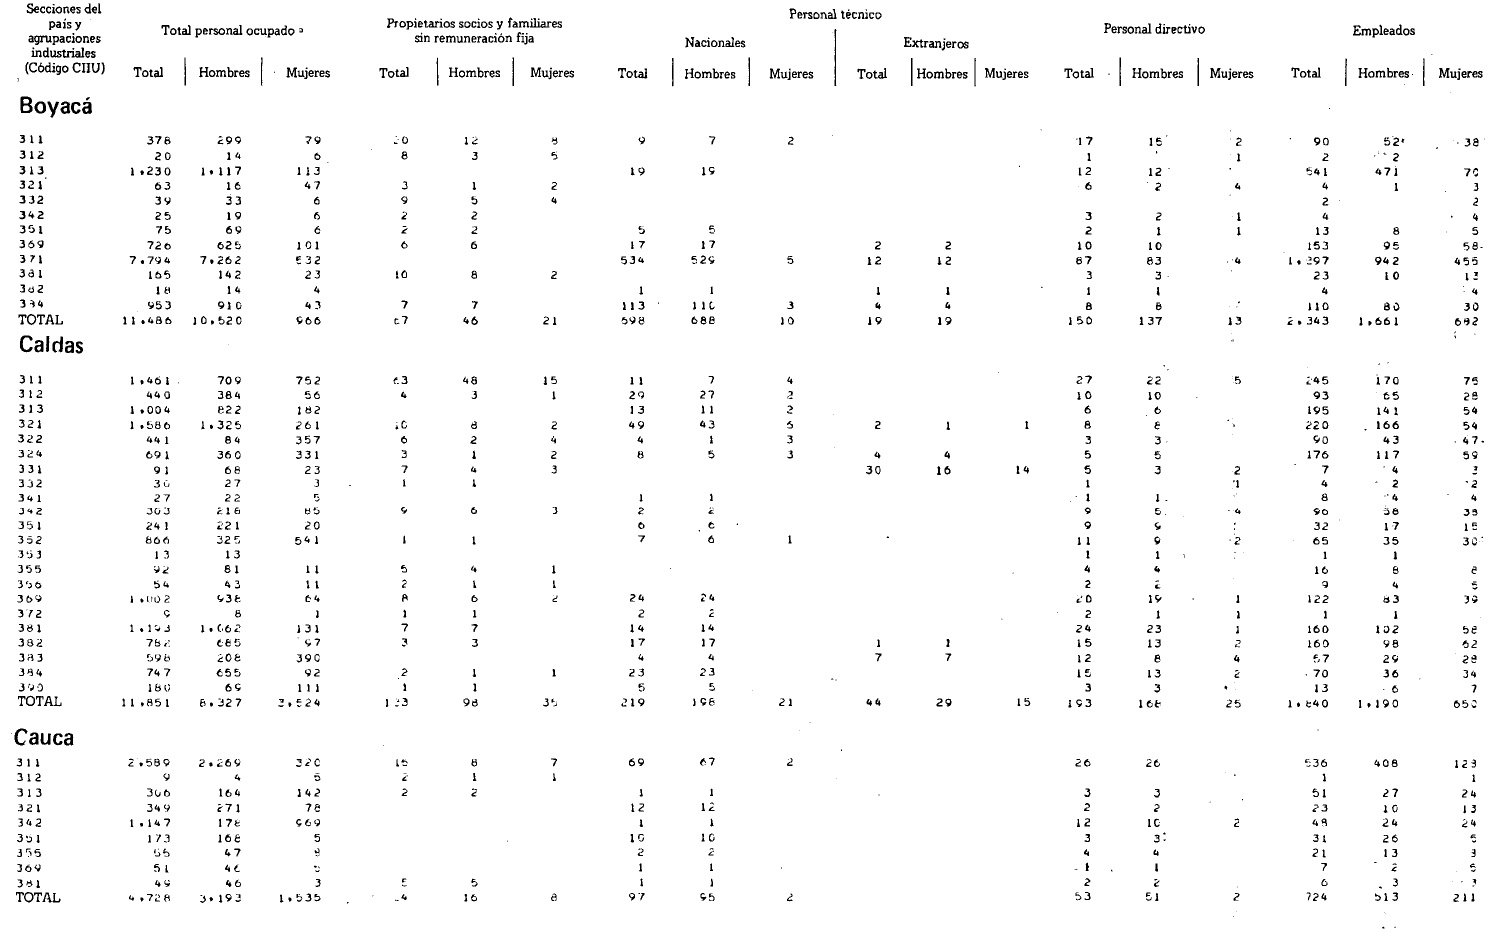 Secciones del país y agrupaciones industriales (Código CIIU) Total personal ocupado ª Propietarios socios y familiares sin remuneración fija Personal técnico Personal directivo Empleados
Nacionales Extranjeros
Total Hombres Mujeres Total Hombres Mujeres Total Hombres Mujeres Total Hombres Mujeres Total Hombres Mujeres Total Hombres Mujeres
Boyacá
311 378 299 79 12 8 9 7 2 17 15 2 90 52 38
312 20 14 6 8 3 5 1 1 2 2
313 1.230 1.117 113 19 19 12 12 541 471 70
321 63 16 47 3 1 2 6 2 4 4 1 3
332 39 33 6 9 5 4 2 2
342 25 19 6 2 2 3 2 1 4 4
351 75 69 6 2 2 5 5 2 1 1 13 8 5
369 726 625 101 6 6 17 17 2 2 10 10 153 95 58
371 7.794 7.262 532 534 529 5 12 12 87 83 4 1.397 942 455
381 165 142 23 10 8 2 3 3 23 10 13
382 18 14 4 1 1 1 1 1 1 4 4
384 953 910 43 7 7 113 110 3 4 4 8 8 110 80 30
TOTAL 11.486 10.520 966 46 21 698 688 10 19 19 150 137 13 2.343 1.661 682
Caldas
311 1.461 709 752 63 48 15 11 7 4 27 22 5 245 170 75
312 440 384 56 4 3 1 29 27 2 10 10 93 65 28
313 1.004 822 182 13 11 2 6 6 195 141 54
321 1.586 1.325 261 10 8 2 49 43 6 2 1 1 8 8 220 166 54
322 441 84 357 6 2 4 4 1 3 3 3 90 43 47
324 691 360 331 3 1 2 8 5 3 4 4 5 5 176 117 59
331 91 68 23 7 4 3 30 16 14 5 3 2 7 4 3
332 30 27 3 1 1 1 1 4 2 2
341 27 22 5 1 1 1 1 8 4 4
342 303 218 85 9 6 3 2 2 9 5 4 96 58 38
351 241 221 20 6 6 9 9 32 17 15
352 866 325 541 1 1 7 6 1 11 9 2 65 35 30
353 13 13 1 1 1 1
355 92 81 11 5 4 1 4 4 16 8 8
356 54 43 11 2 1 1 2 2 9 4 5
369 1.002 938 64 8 6 2 24 24 20 19 1 122 83 39
372 9 8 1 1 1 2 2 2 1 1 1 1
381 1.193 1.062 131 7 7 14 14 24 23 1 160 102 58
382 782 685 97 3 3 17 17 1 1 15 13 2 160 98 62
383 598 208 390 4 4 7 7 12 8 4 57 29 28
384 747 655 92 2 1 1 23 23 15 13 2 70 36 34
390 180 69 111 1 1 5 5 3 3 13 6 7
TOTAL 11.851 8.327 3.524 133 98 35 219 198 21 44 29 15 193 168 25 1.840 1.190 650
Cauca
311 2.589 2.269 320 15 8 7 69 67 2 26 26 536 408 128
312 9 4 5 2 1 1 1 1
313 306 164 142 2 2 1 1 3 3 51 27 24
321 349 271 78 12 12 2 2 23 10 13
342 1.147 178 969 1 1 12 10 2 48 24 24
351 173 168 5 10 10 3 3 31 26 5
355 55 47 8 2 2 4 4 21 13 8
369 51 46 5 1 1 1 1 7 2 5
381 49 46 3 5 5 1 1 2 2 6 3 3
TOTAL 4.728 3.193 1.535 16 8 97 95 2 53 51 2 724 513 211